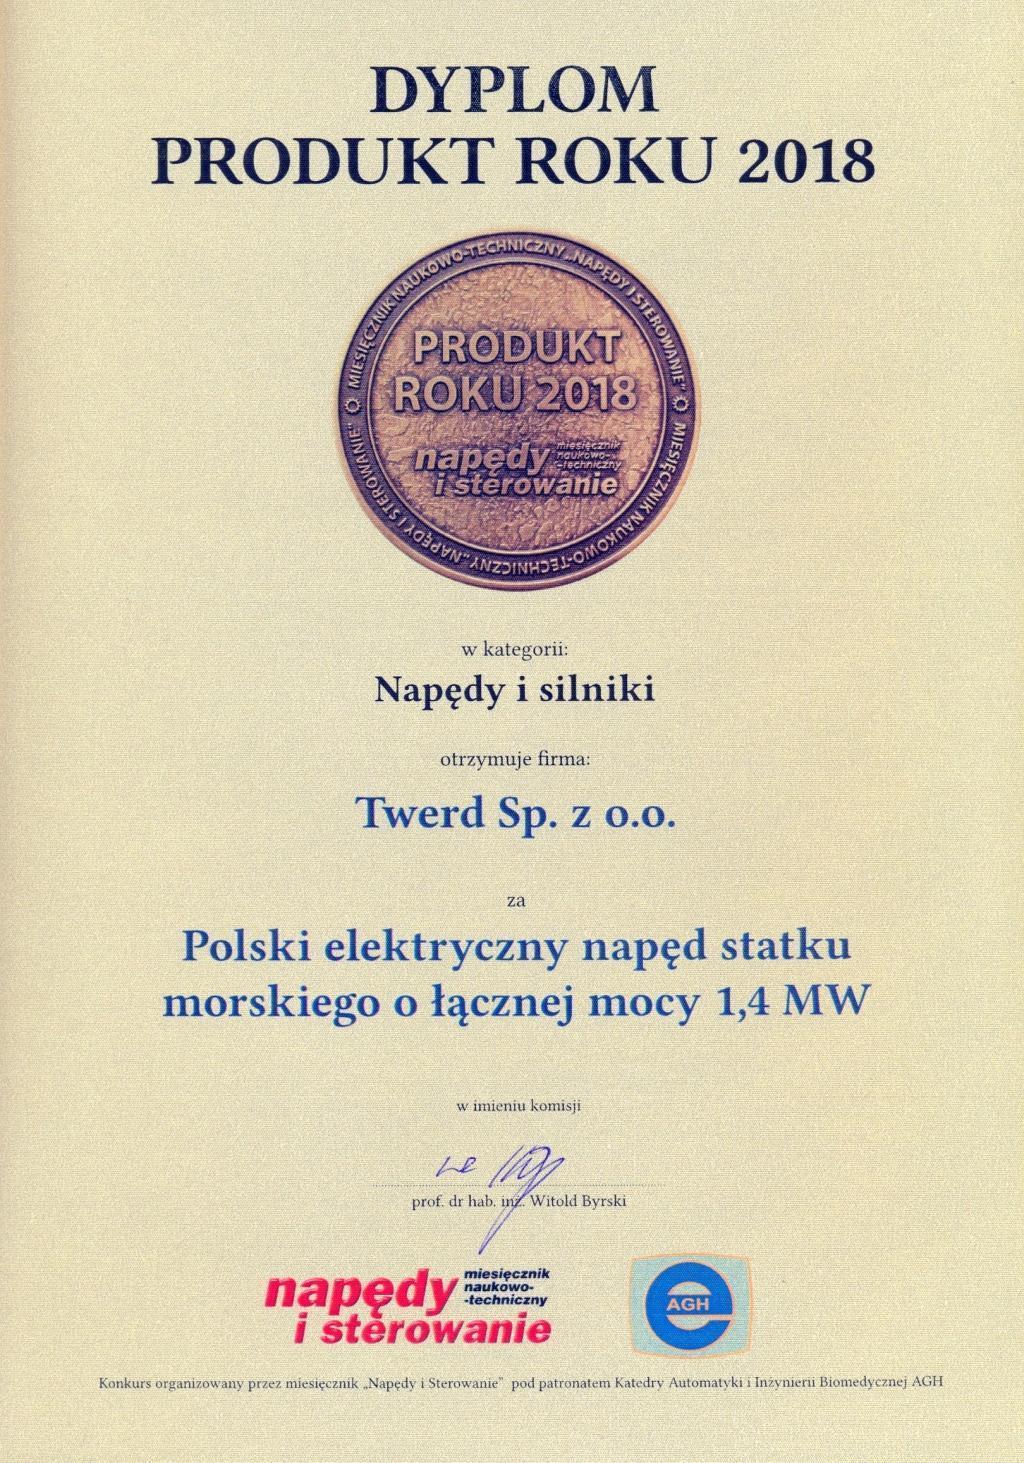 DYPLOM
PRODUKT ROKU 2018
MIESIĘCZNIK NAUKOWO-TECHNICZNY „NAPĘDY I STEROWANIE”
PRODUKT
ROKU 2018
napędy
miesięcznik
naukowo-
-techniczny
i sterowanie
MIESIĘCZNIK NAUKOWO-TECHNICZNY „NAPĘDY I STEROWANIE”
w kategorii:
Napędy i silniki
otrzymuje firma:
Twerd Sp. z o.o.
za
Polski elektryczny napęd statku
morskiego o łącznej mocy 1,4 MW
w imieniu komisji
prof. dr hab. inż. Witold Byrski
napędy
miesięcznik
naukowo-
-techniczny
i sterowanie
AGH
Konkurs organizowany przez miesięcznik „Napędy i Sterowanie” pod patronatem Katedry Automatyki i Inżynierii Biomedycznej AGH